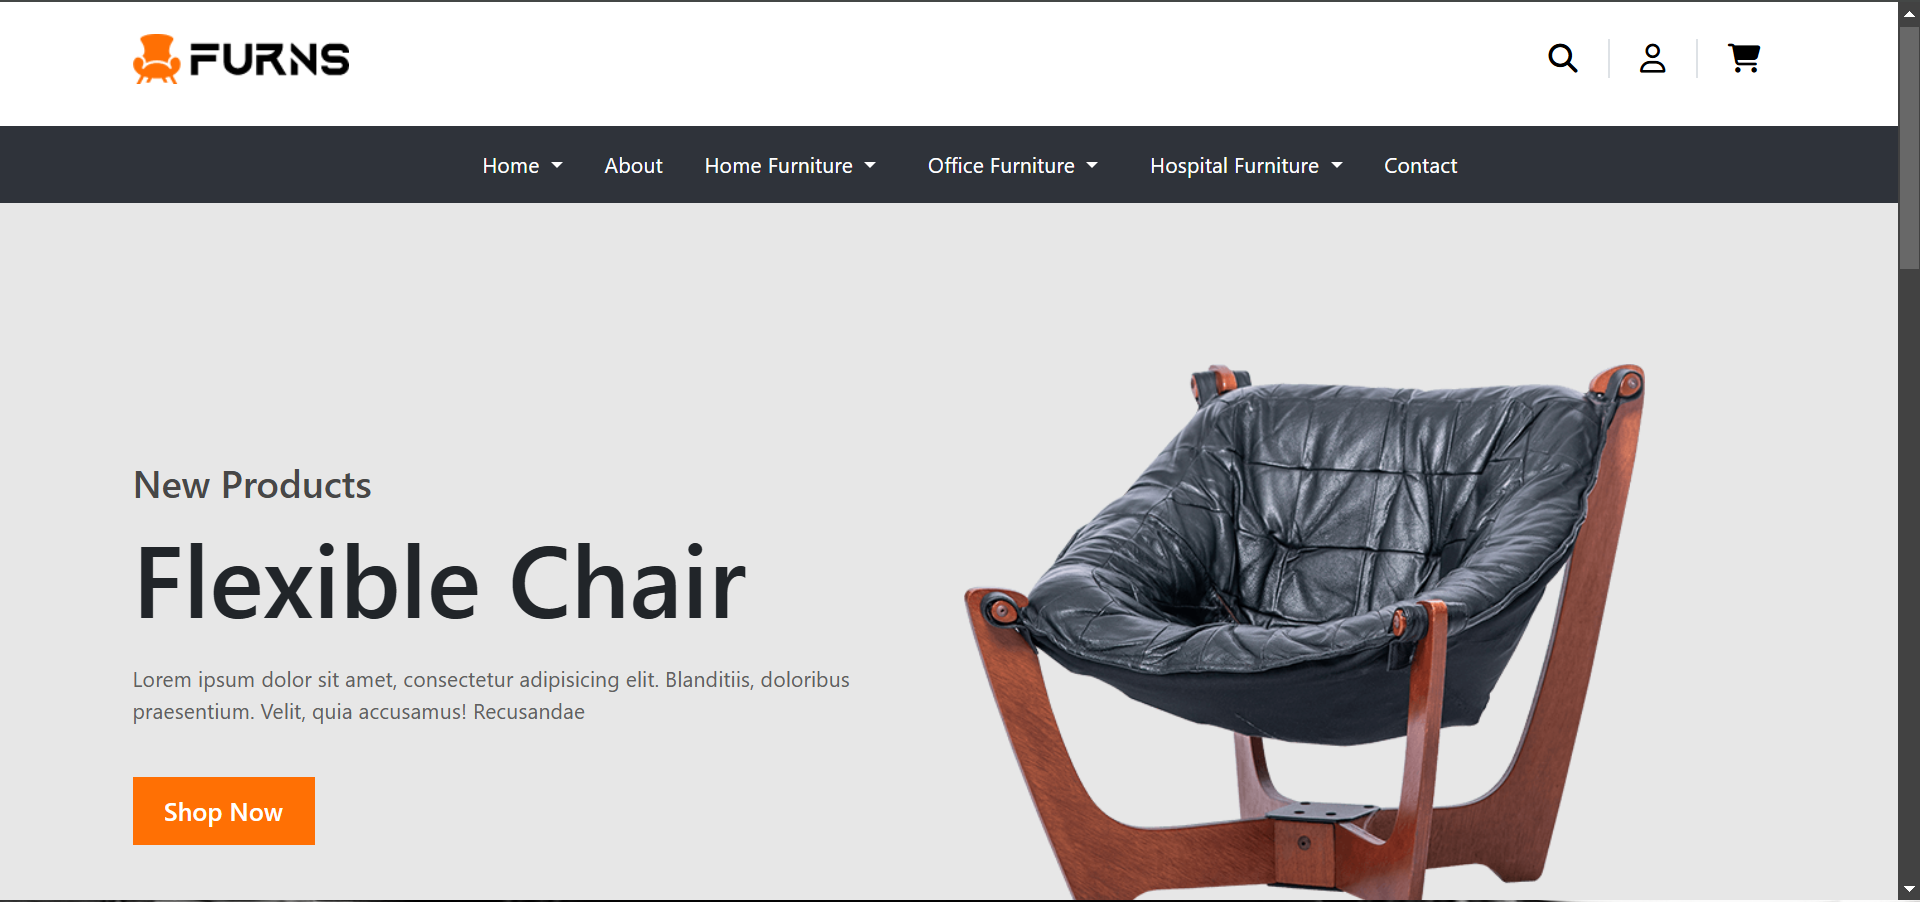 FURNS
Home About Home Furniture Office Furniture Hospital Furniture Contact
New Products
Flexible Chair
Lorem ipsum dolor sit amet, consectetur adipisicing elit. Blanditiis, doloribus
praesentium. Velit, quia accusamus! Recusandae
Shop Now